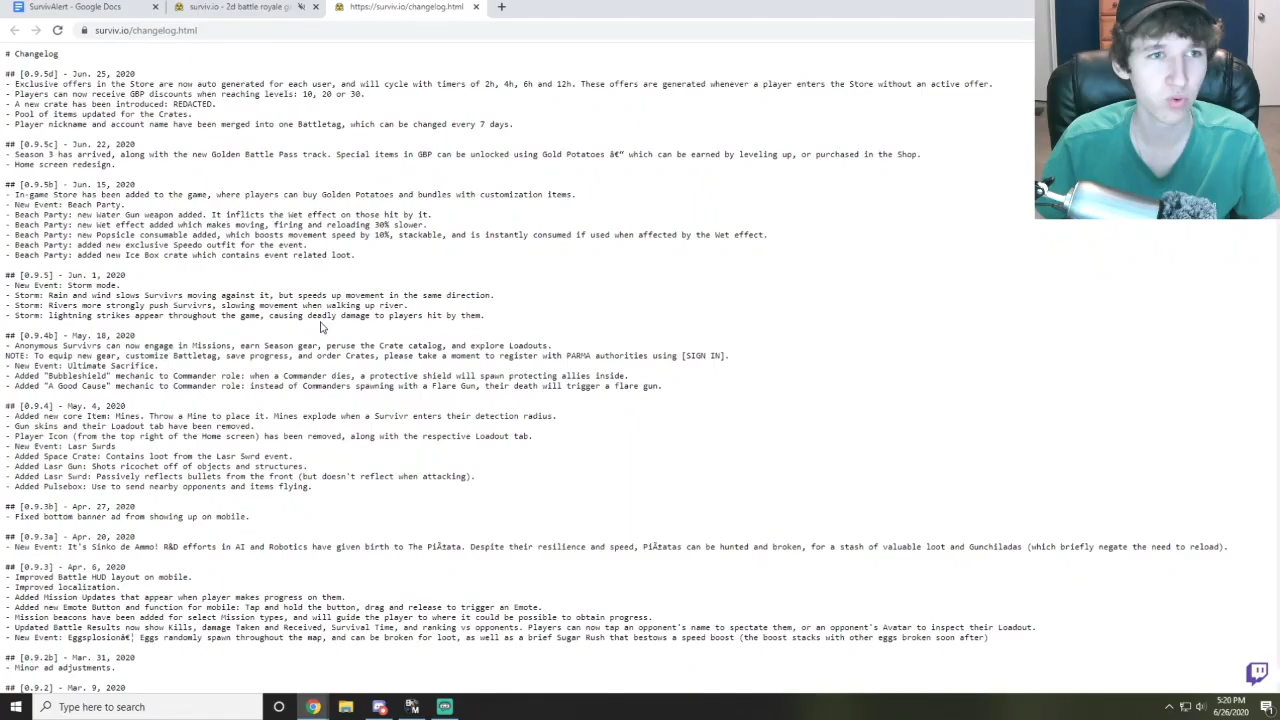 SurvivAlert - Google Docs
surviv.io - 2d battle royale g
https://surviv.io/changelog.html
surviv.io/changelog.html
# Changelog
## [0.9.5d] - Jun. 25, 2020
- Exclusive offers in the Store are now auto generated for each user, and will cycle with timers of 2h, 4h, 6h and 12h. These offers are generated whenever a player enters the Store without an active offer.
- Players can now receive GBP discounts when reaching levels: 10, 20 or 30.
- A new crate has been introduced: REDACTED.
- Pool of items updated for the Crates.
- Player nickname and account name have been merged into one Battletag, which can be changed every 7 days.
## [0.9.5c] - Jun. 22, 2020
- Season 3 has arrived, along with the new Golden Battle Pass track. Special items in GBP can be unlocked using Gold Potatoes â€“ which can be earned by leveling up, or purchased in the Shop.
- Home screen redesign.
## [0.9.5b] - Jun. 15, 2020
- In-game Store has been added to the game, where players can buy Golden Potatoes and bundles with customization items.
- New Event: Beach Party.
- Beach Party: new Water Gun weapon added. It inflicts the Wet effect on those hit by it.
- Beach Party: new Wet effect added which makes moving, firing and reloading 30% slower.
- Beach Party: new Popsicle consumable added, which boosts movement speed by 10%, stackable, and is instantly consumed if used when affected by the Wet effect.
- Beach Party: added new exclusive Speedo outfit for the event.
- Beach Party: added new Ice Box crate which contains event related loot.
## [0.9.5] - Jun. 1, 2020
- New Event: Storm mode.
- Storm: Rain and wind slows Survivrs moving against it, but speeds up movement in the same direction.
- Storm: Rivers more strongly push Survivrs, slowing movement when walking up river.
- Storm: lightning strikes appear throughout the game, causing deadly damage to players hit by them.
## [0.9.4b] - May. 18, 2020
- Anonymous Survivrs can now engage in Missions, earn Season gear, peruse the Crate catalog, and explore Loadouts.
NOTE: To equip new gear, customize Battletag, save progress, and order Crates, please take a moment to register with PARMA authorities using [SIGN IN].
- New Event: Ultimate Sacrifice.
- Added "Bubbleshield" mechanic to Commander role: when a Commander dies, a protective shield will spawn protecting allies inside.
- Added "A Good Cause" mechanic to Commander role: instead of Commanders spawning with a Flare Gun, their death will trigger a flare gun.
## [0.9.4] - May. 4, 2020
- Added new core Item: Mines. Throw a Mine to place it. Mines explode when a Survivr enters their detection radius.
- Gun skins and their Loadout tab have been removed.
- Player Icon (from the top right of the Home screen) has been removed, along with the respective Loadout tab.
- New Event: Lasr Swrds
- Added Space Crate: Contains loot from the Lasr Swrd event.
- Added Lasr Gun: Shots ricochet off of objects and structures.
- Added Lasr Swrd: Passively reflects bullets from the front (but doesn't reflect when attacking).
- Added Pulsebox: Use to send nearby opponents and items flying.
## [0.9.3b] - Apr. 27, 2020
- Fixed bottom banner ad from showing up on mobile.
## [0.9.3a] - Apr. 20, 2020
- New Event: It's Sinko de Ammo! R&D efforts in AI and Robotics have given birth to The PiÃ±ata. Despite their resilience and speed, PiÃ±atas can be hunted and broken, for a stash of valuable loot and Gunchiladas (which briefly negate the need to reload).
## [0.9.3] - Apr. 6, 2020
- Improved Battle HUD layout on mobile.
- Improved localization.
- Added Mission Updates that appear when player makes progress on them.
- Added new Emote Button and function for mobile: Tap and hold the button, drag and release to trigger an Emote.
- Mission beacons have been added for select Mission types, and will guide the player to where it could be possible to obtain progress.
- Updated Battle Results now show Kills, damage Taken and Received, Survival Time, and ranking vs opponents. Players can now tap an opponent's name to spectate them, or an opponent's Avatar to inspect their Loadout.
- New Event: Eggsplosionâ€¦ Eggs randomly spawn throughout the map, and can be broken for loot, as well as a brief Sugar Rush that bestows a speed boost (the boost stacks with other eggs broken soon after)
## [0.9.2b] - Mar. 31, 2020
- Minor ad adjustments.
## [0.9.2] - Mar. 9, 2020
Type here to search
5:20 PM
6/26/2020